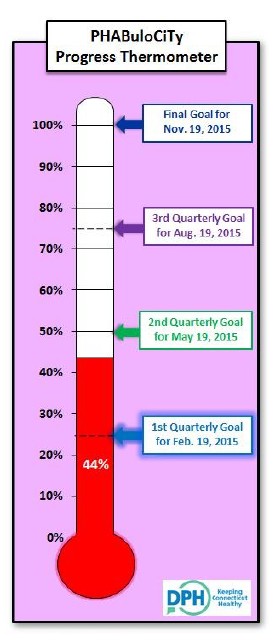 PHABuloCiTy
Progress Thermometer
Final Goal for
Nov. 19, 2015
100%
90%
80%
3rd Quarterly Goal
for Aug. 19, 2015
70%
60%
2nd Quarterly Goal
for May 19, 2015
50%
40%
30%
1st Quarterly Goal
for Feb. 19, 2015
44%
20%
10%
0%
DPH
Keeping
Connecticut
Healthy